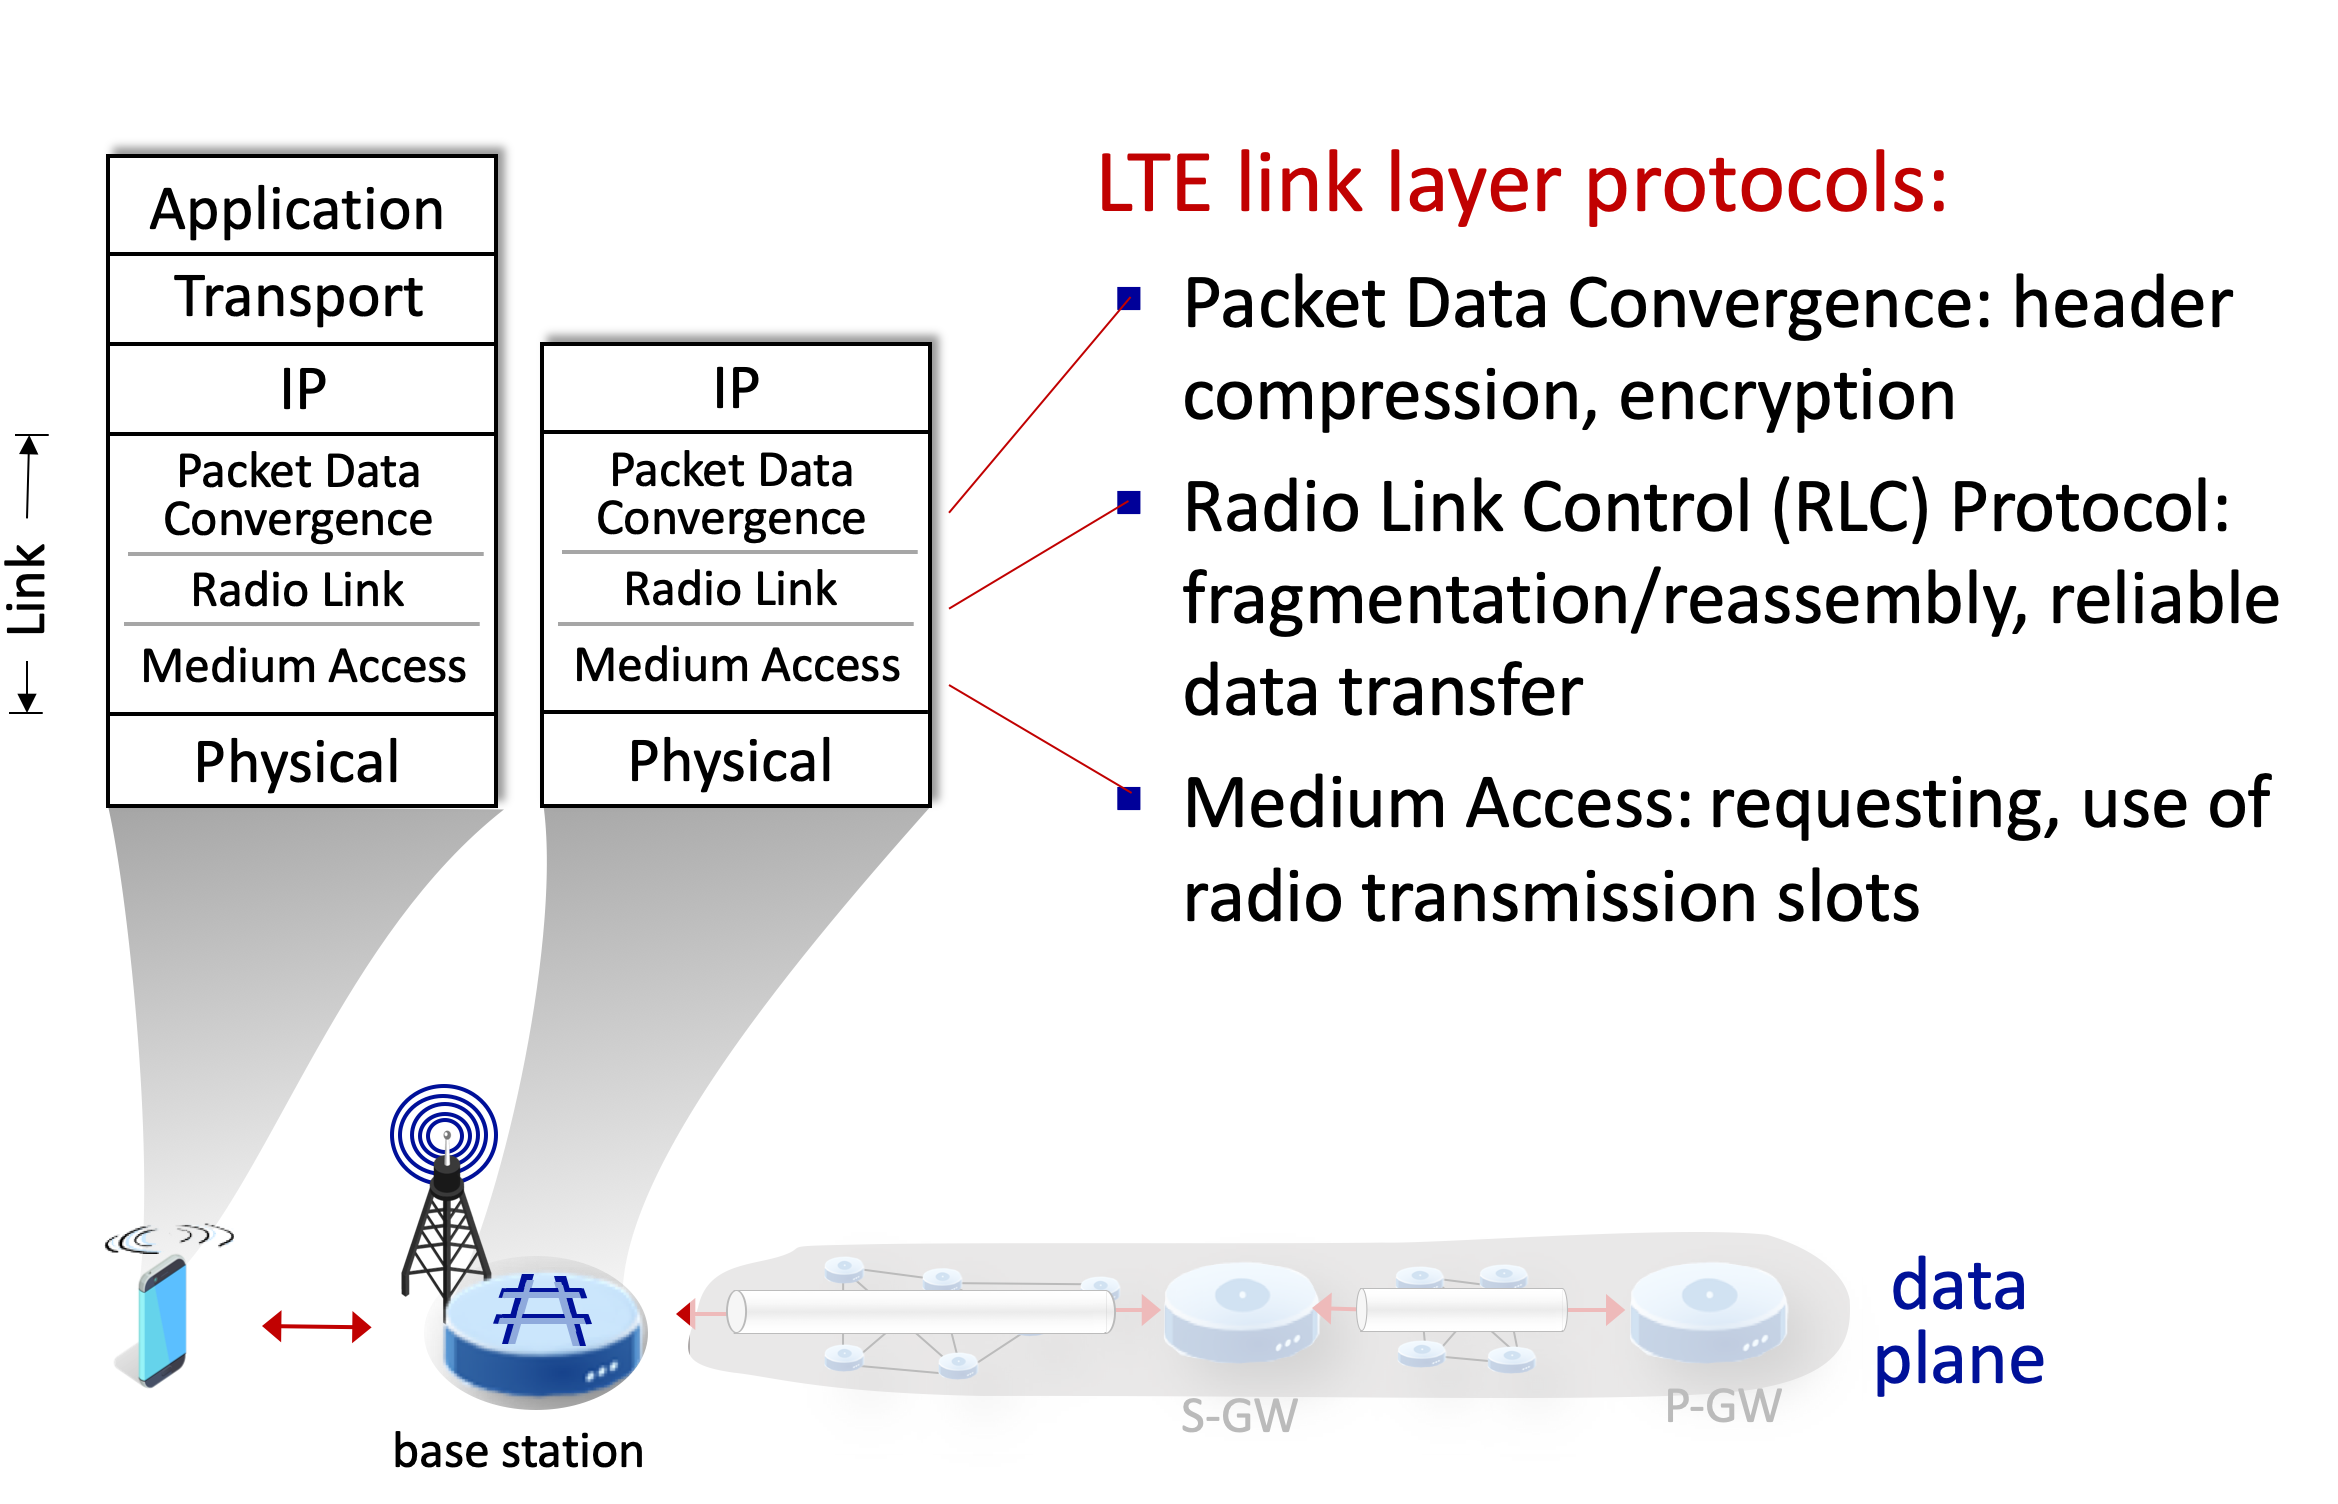 LTE link layer protocols:
Application
Transport
IP
Packet Data
Convergence
Radio Link
Medium Access
Physical
Link
IP
Packet Data
Convergence
Radio Link
Medium Access
Physical
Packet Data Convergence: header
compression, encryption
Radio Link Control (RLC) Protocol:
fragmentation/reassembly, reliable
data transfer
Medium Access: requesting, use of
radio transmission slots
base station
S-GW
P-GW
data
plane